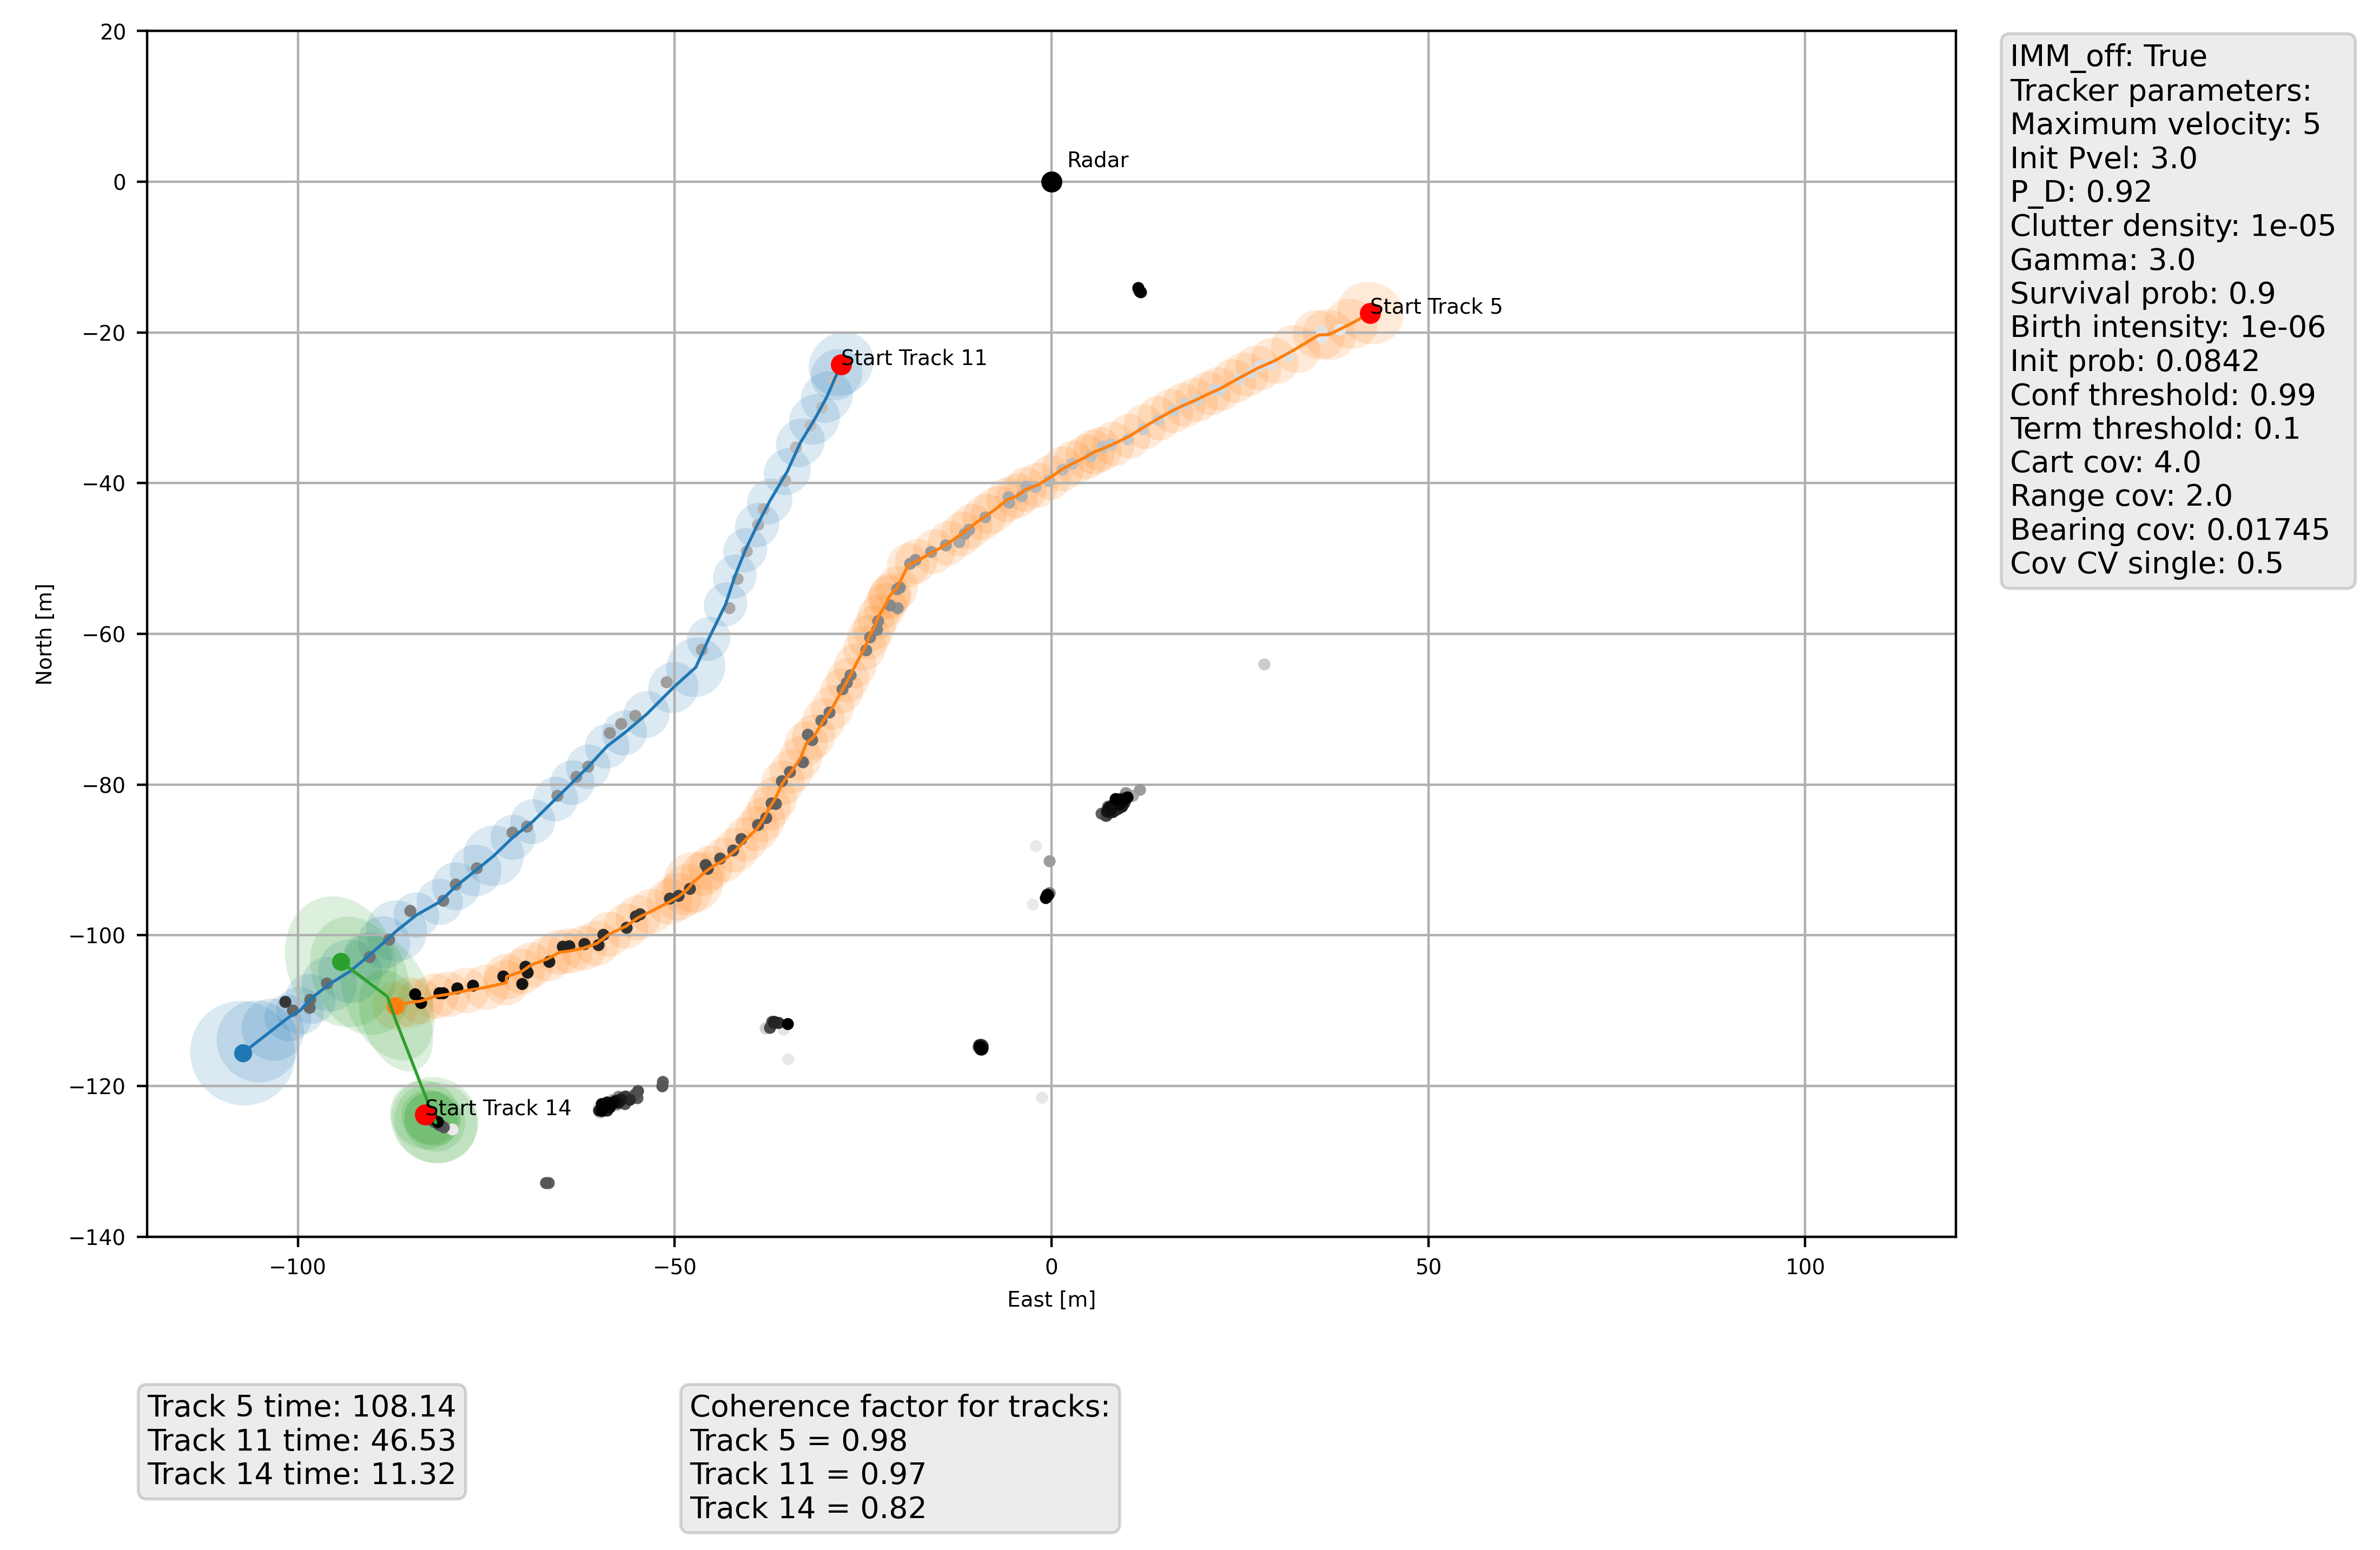 20
0
−20
−40
−60
−80
−100
−120
−140
North [m]
−100
−50
0
50
100
East [m]
Radar
Start Track 5
Start Track 11
Start Track 14
IMM_off: True
Tracker parameters:
Maximum velocity: 5
Init Pvel: 3.0
P_D: 0.92
Clutter density: 1e-05
Gamma: 3.0
Survival prob: 0.9
Birth intensity: 1e-06
Init prob: 0.0842
Conf threshold: 0.99
Term threshold: 0.1
Cart cov: 4.0
Range cov: 2.0
Bearing cov: 0.01745
Cov CV single: 0.5
Track 5 time: 108.14
Track 11 time: 46.53
Track 14 time: 11.32
Coherence factor for tracks:
Track 5 = 0.98
Track 11 = 0.97
Track 14 = 0.82